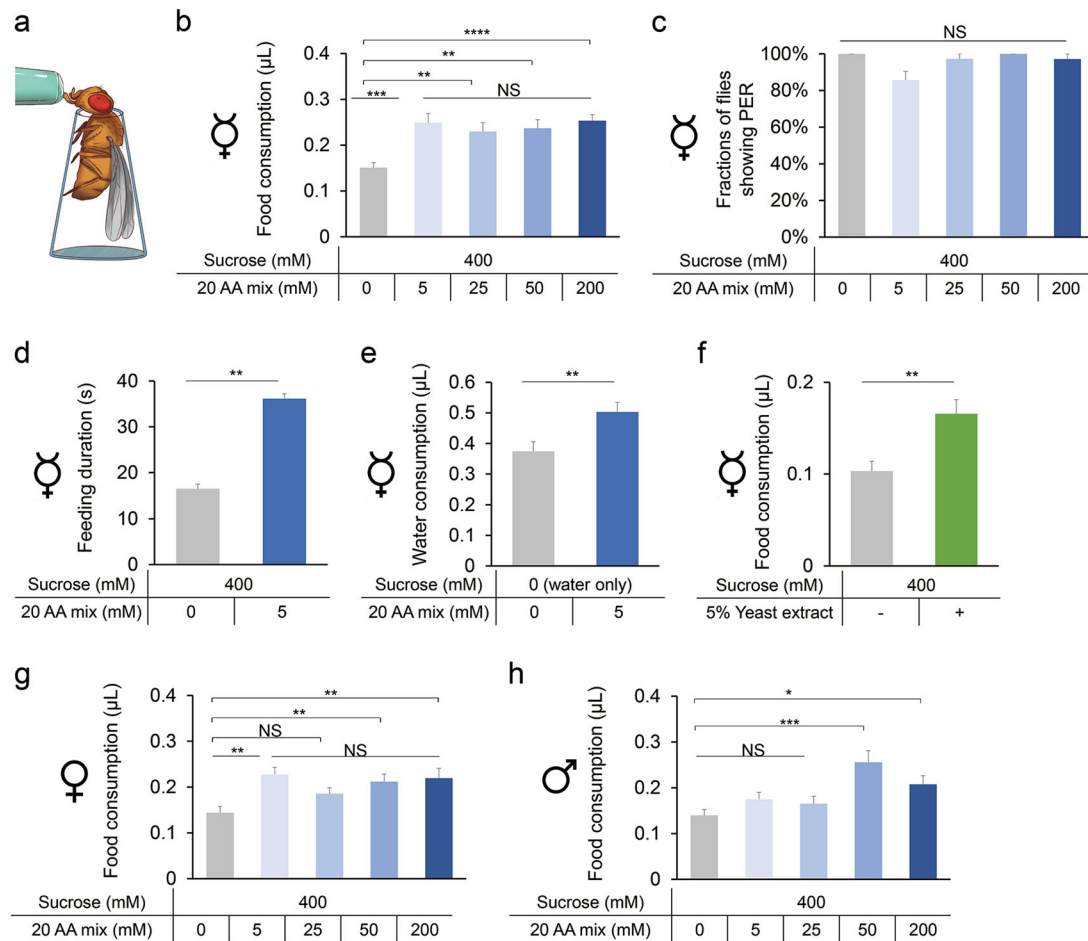 a
b
Food consumption (µL)
0.4
0.3
0.2
0.1
0
****
**
**
***
NS
Sucrose (mM) 400
20 AA mix (mM) 0 5 25 50 200
c
Fractions of flies
showing PER
100%
80%
60%
40%
20%
0%
NS
Sucrose (mM) 400
20 AA mix (mM) 0 5 25 50 200
d
Feeding duration (s)
40
30
20
10
0
**
Sucrose (mM) 400
20 AA mix (mM) 0 5
e
Water consumption (µL)
0.6
0.5
0.4
0.3
0.2
0.1
0
**
Sucrose (mM) 0 (water only)
20 AA mix (mM) 0 5
f
Food consumption (µL)
0.2
0.1
0
**
Sucrose (mM) 400
5% Yeast extract - +
g
Food consumption (µL)
0.4
0.3
0.2
0.1
0
**
**
NS
**
NS
Sucrose (mM) 400
20 AA mix (mM) 0 5 25 50 200
h
Food consumption (µL)
0.4
0.3
0.2
0.1
0
*
***
NS
Sucrose (mM) 400
20 AA mix (mM) 0 5 25 50 200